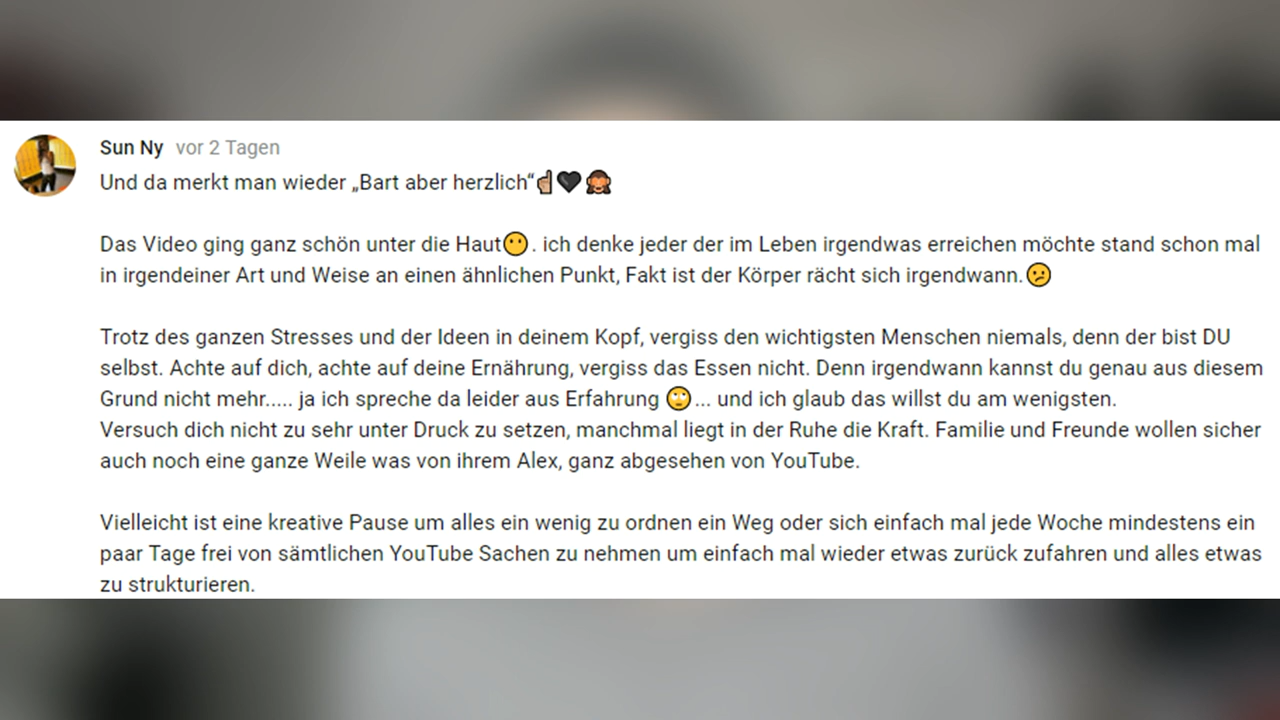 Sun Ny vor 2 Tagen
Und da merkt man wieder „Bart aber herzlich“☝🏼🖤🙈
Das Video ging ganz schön unter die Haut😶. ich denke jeder der im Leben irgendwas erreichen möchte stand schon mal
in irgendeiner Art und Weise an einen ähnlichen Punkt, Fakt ist der Körper rächt sich irgendwann.😕
Trotz des ganzen Stresses und der Ideen in deinem Kopf, vergiss den wichtigsten Menschen niemals, denn der bist DU
selbst. Achte auf dich, achte auf deine Ernährung, vergiss das Essen nicht. Denn irgendwann kannst du genau aus diesem
Grund nicht mehr..... ja ich spreche da leider aus Erfahrung 🙄... und ich glaub das willst du am wenigsten.
Versuch dich nicht zu sehr unter Druck zu setzen, manchmal liegt in der Ruhe die Kraft. Familie und Freunde wollen sicher
auch noch eine ganze Weile was von ihrem Alex, ganz abgesehen von YouTube.
Vielleicht ist eine kreative Pause um alles ein wenig zu ordnen ein Weg oder sich einfach mal jede Woche mindestens ein
paar Tage frei von sämtlichen YouTube Sachen zu nehmen um einfach mal wieder etwas zurück zufahren und alles etwas
zu strukturieren.